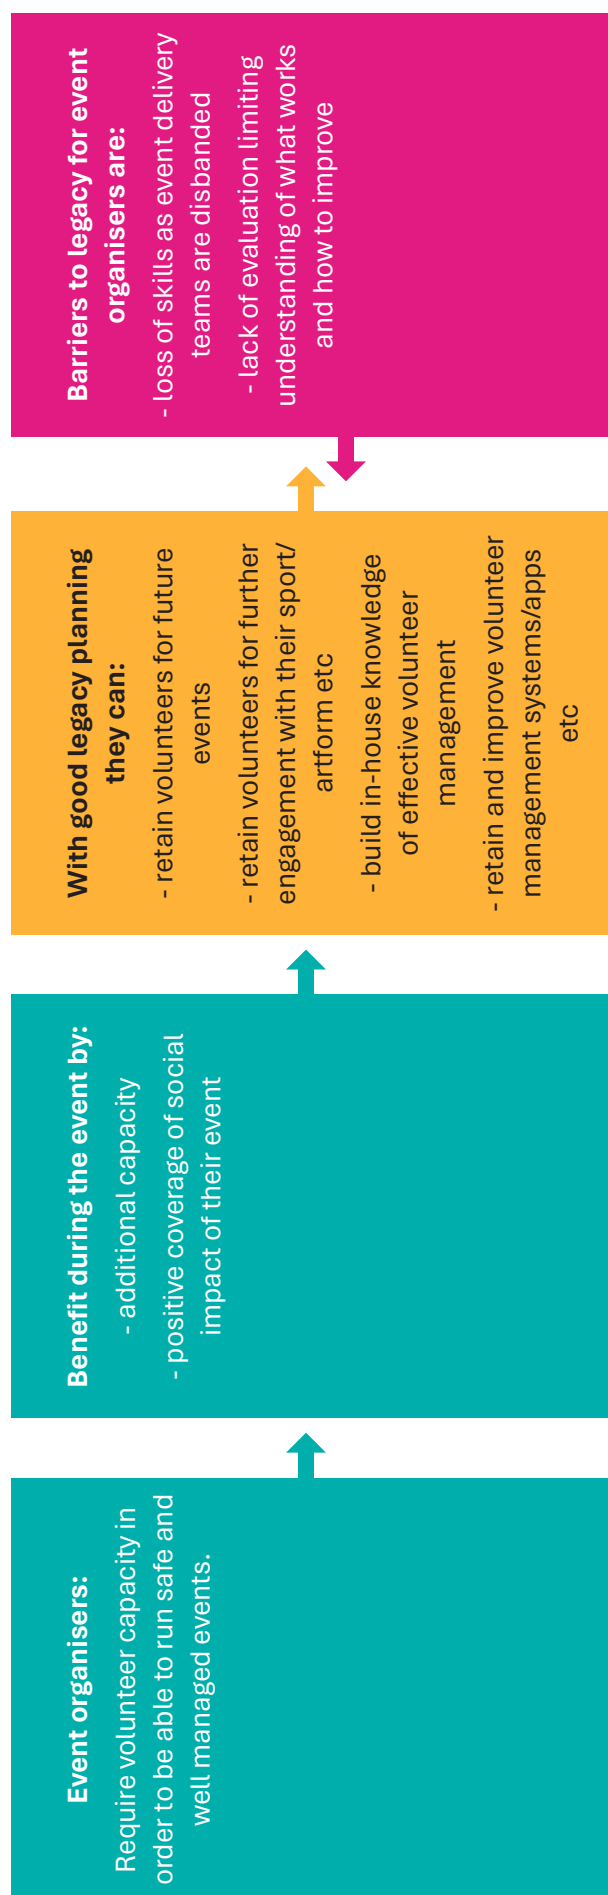 Event organisers:
Require volunteer capacity in
order to be able to run safe and
well managed events.
Benefit during the event by:
- additional capacity
- positive coverage of social
impact of their event
With good legacy planning
they can:
- retain volunteers for future
events
- retain volunteers for further
engagement with their sport/
artform etc
- build in-house knowledge
of effective volunteer
management
- retain and improve volunteer
management systems/apps
etc
Barriers to legacy for event
organisers are:
- loss of skills as event delivery
teams are disbanded
- lack of evaluation limiting
understanding of what works
and how to improve